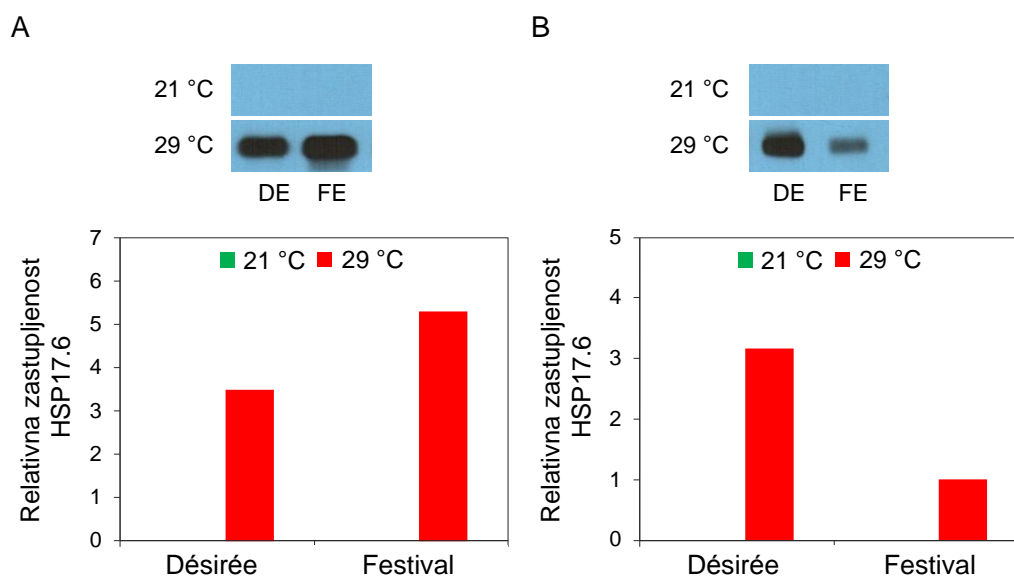 A
21 °C
29 °C
DE FE
7
6
5
4
3
2
1
0
Relativna zastupljenost
HSP17.6
21 °C 29 °C
Désirée Festival
B
21 °C
29 °C
DE FE
5
4
3
2
1
0
Relativna zastupljenost
HSP17.6
21 °C 29 °C
Désirée Festival